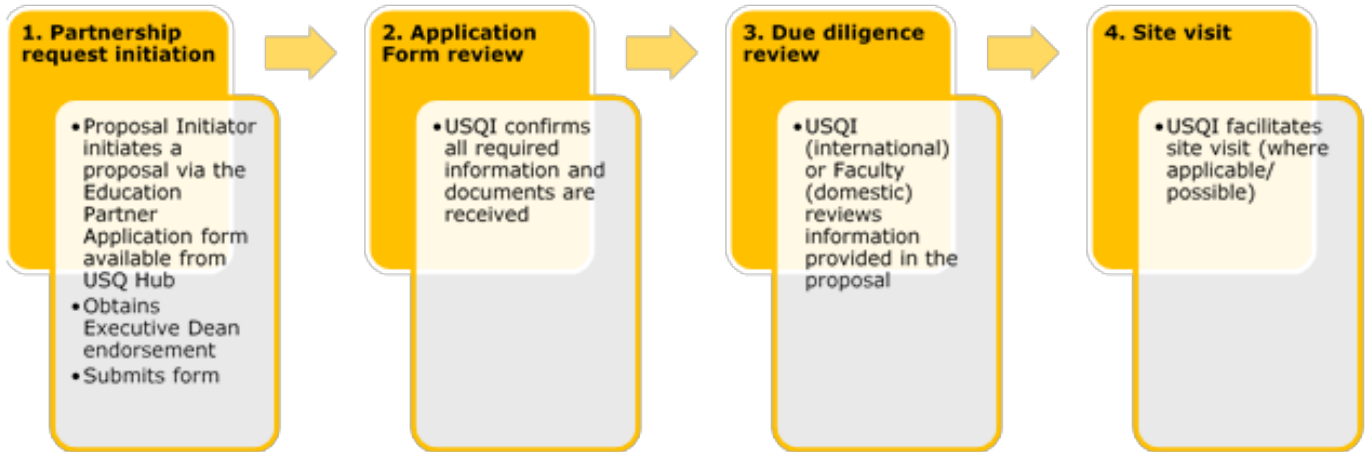 1. Partnership
request initiation
• Proposal Initiator
initiates a
proposal via the
Education
Partner
Application form
available from
USQ Hub
• Obtains
Executive Dean
endorsement
• Submits form
2. Application
Form review
• USQI confirms
all required
information and
documents are
received
3. Due diligence
review
• USQI
(international)
or Faculty
(domestic)
reviews
information
provided in the
proposal
4. Site visit
• USQI facilitates
site visit (where
applicable/
possible)